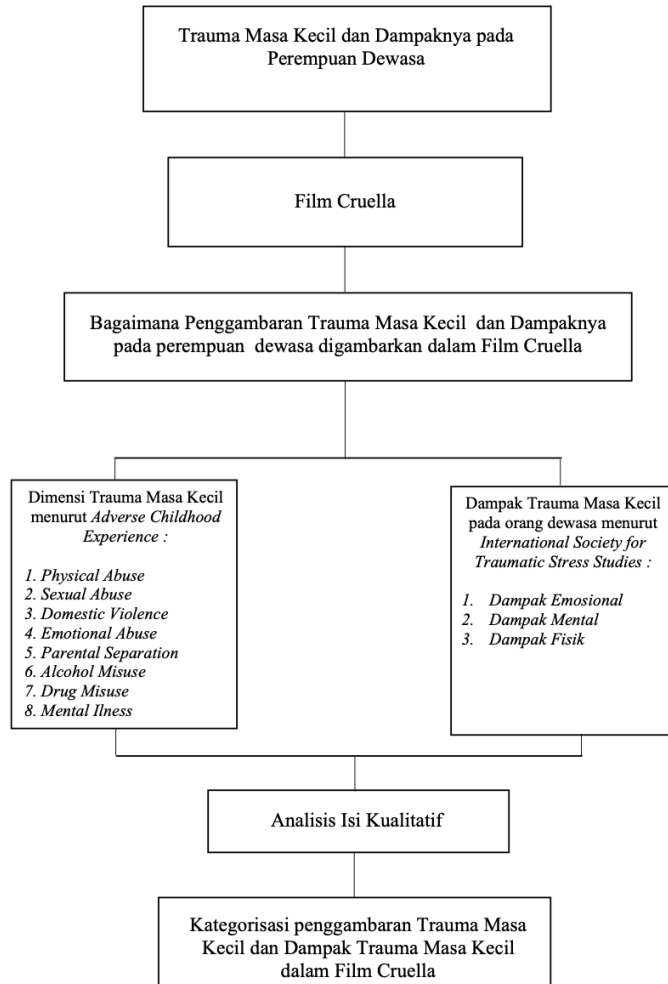 Trauma Masa Kecil dan Dampaknya pada
Perempuan Dewasa
Film Cruella
Bagaimana Penggambaran Trauma Masa Kecil dan Dampaknya
pada perempuan dewasa digambarkan dalam Film Cruella
Dimensi Trauma Masa Kecil
menurut Adverse Childhood
Experience :
1. Physical Abuse
2. Sexual Abuse
3. Domestic Violence
4. Emotional Abuse
5. Parental Separation
6. Alcohol Misuse
7. Drug Misuse
8. Mental Ilness
Dampak Trauma Masa Kecil
pada orang dewasa menurut
International Society for
Traumatic Stress Studies :
1. Dampak Emosional
2. Dampak Mental
3. Dampak Fisik
Analisis Isi Kualitatif
Kategorisasi penggambaran Trauma Masa
Kecil dan Dampak Trauma Masa Kecil
dalam Film Cruella